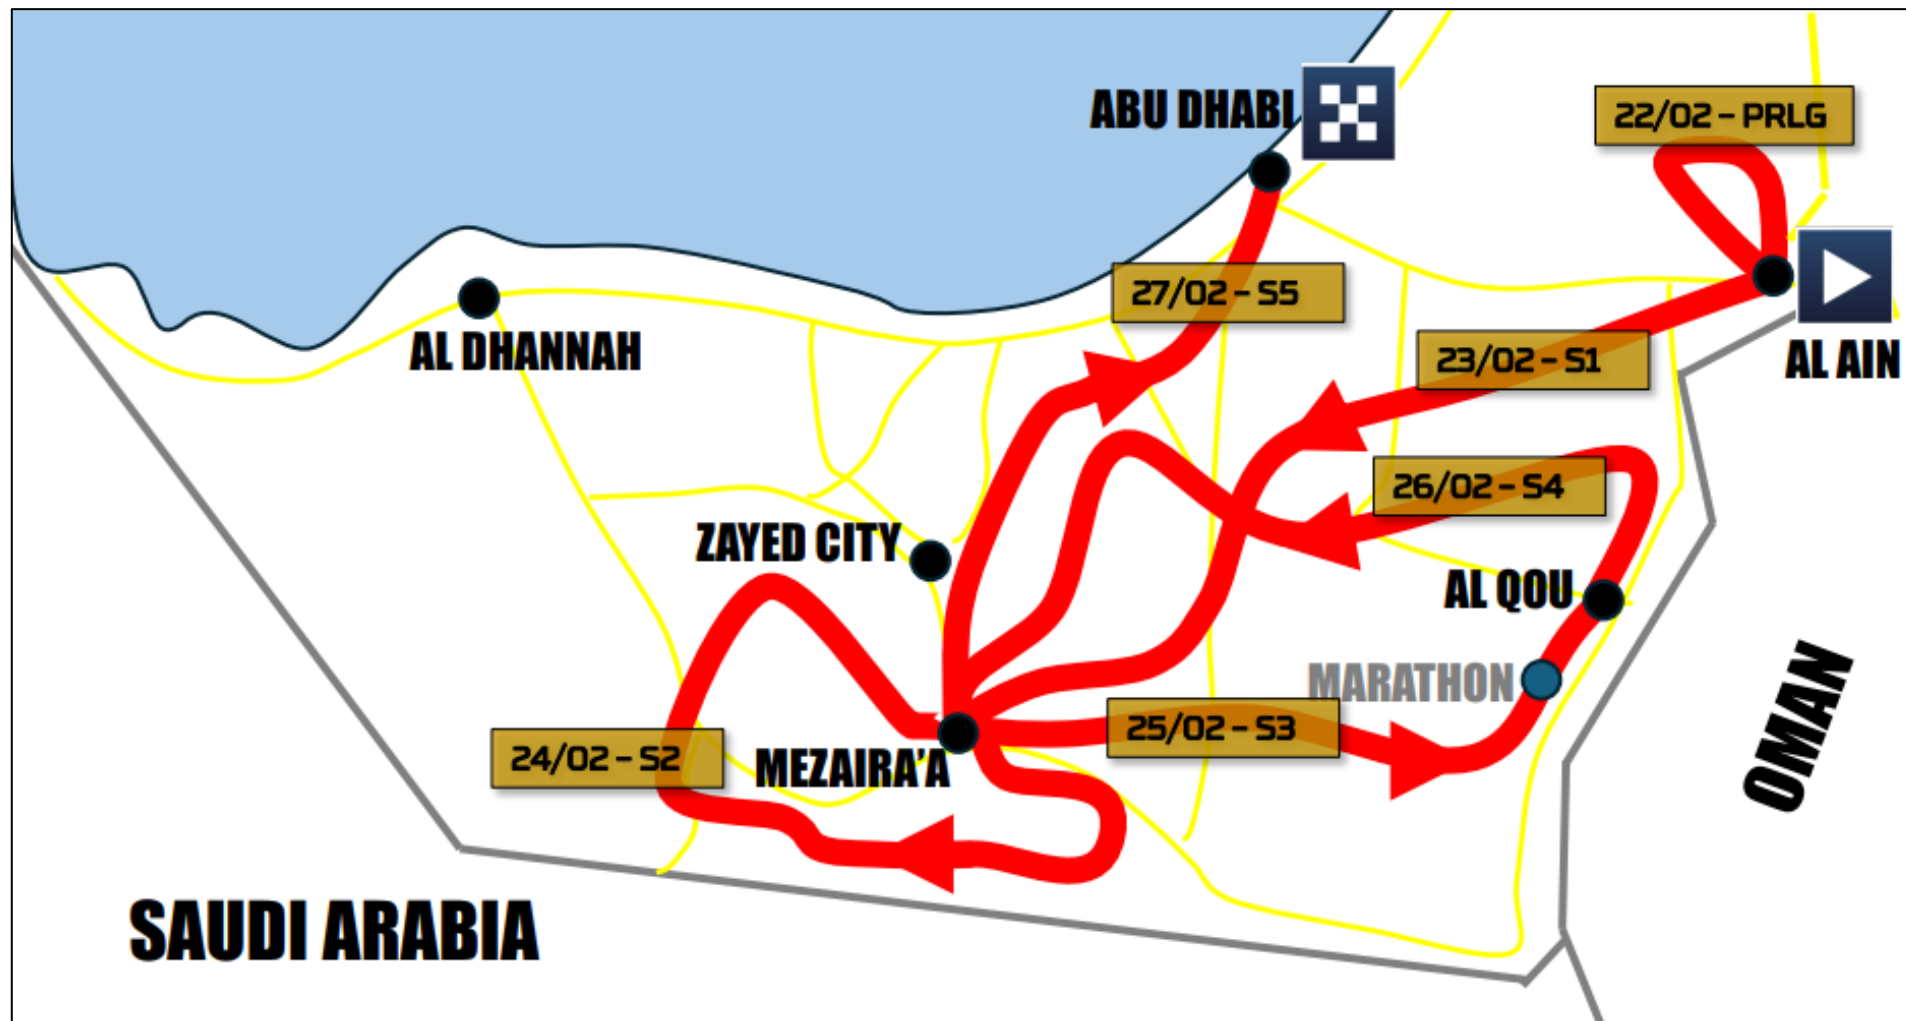 ABU DHABI
22/02 – PRLG
27/02 – S5
AL DHANNAH
23/02 – S1
AL AIN
26/02 – S4
ZAYED CITY
AL QOU
MARATHON
25/02 – S3
24/02 – S2
MEZAIRA'A
OMAN
SAUDI ARABIA